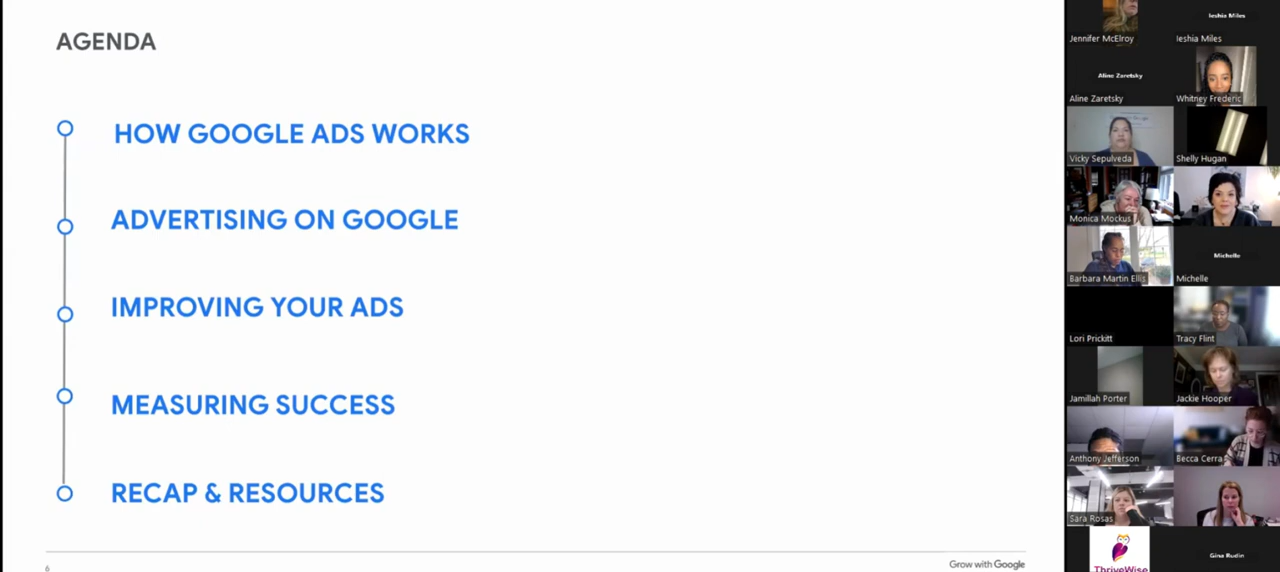 AGENDA
HOW GOOGLE ADS WORKS
ADVERTISING ON GOOGLE
IMPROVING YOUR ADS
MEASURING SUCCESS
RECAP & RESOURCES
6
Grow with Google
Jennifer McElroy
Ieshia Miles
Ieshia Miles
Aline Zaretsky
Aline Zaretsky
Whitney Frederic
Vicky Sepulveda
Shelly Hugan
Monica Mockus
Barbara Martin Ellis
Michelle
Michelle
Lori Prickitt
Tracy Flint
Jamillah Porter
Jackie Hooper
Anthony Jefferson
Becca Cerra
Sara Rosas
ThriveWise
Gina Rudin